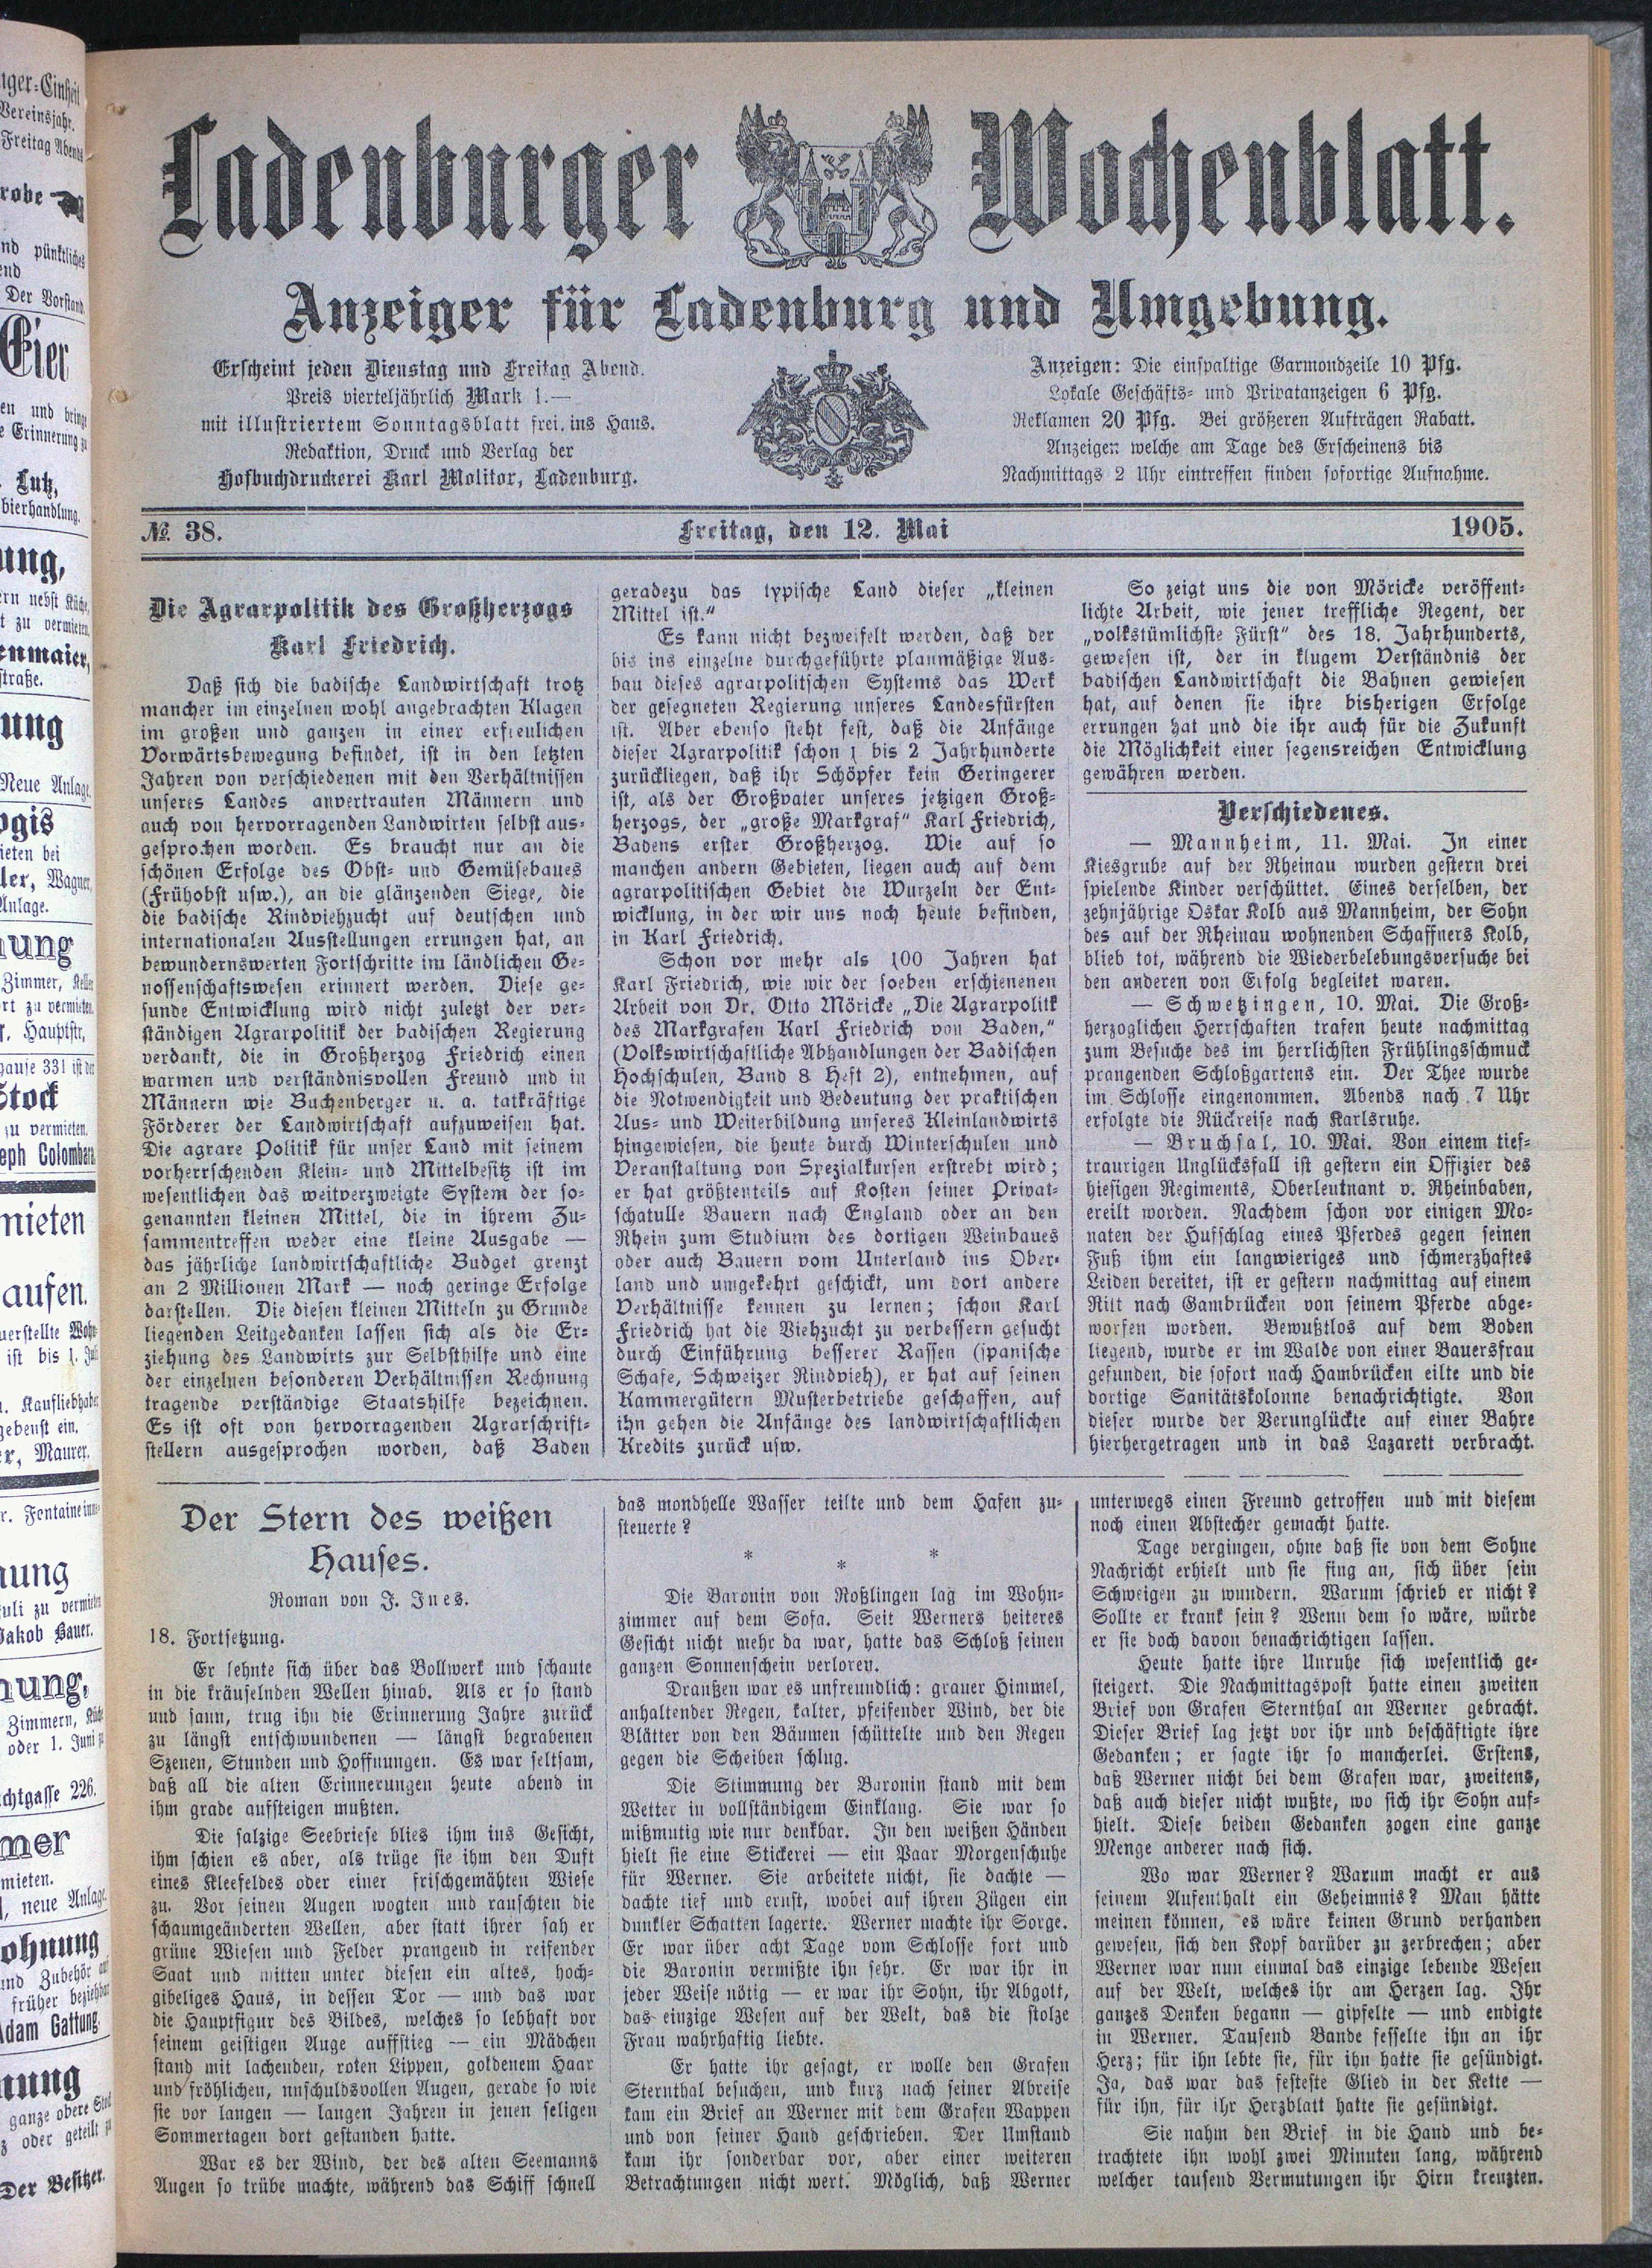 Ladenburger Wochenblatt.
Anzeiger für Ladenburg und Umgebung.
Erscheint jeden Dienstag und Freitag Abend.
Preis vierteljährlich Mark 1.—
mit illustriertem Sonntagsblatt frei ins Haus.
Redaktion, Druck und Verlag der
Hofbuchdruckerei Karl Molitor, Ladenburg.
Anzeigen: Die einspaltige Garmondzeile 10 Pfg.
Lokale Geschäfts- und Privatanzeigen 6 Pfg.
Reklamen 20 Pfg. Bei größeren Aufträgen Rabatt.
Anzeigen welche am Tage des Erscheinens bis
Nachmittags 2 Uhr eintreffen finden sofortige Aufnahme.
№ 38. Freitag, den 12. Mai 1905.
Die Agrarpolitik des Großherzogs
Karl Friedrich.
Daß sich die badische Landwirtschaft trotz
mancher im einzelnen wohl angebrachten Klagen
im großen und ganzen in einer erfreulichen
Vorwärtsbewegung befindet, ist in den letzten
Jahren von verschiedenen mit den Verhältnissen
unseres Landes anvertrauten Männern und
auch von hervorragenden Landwirten selbst aus-
gesprochen worden. Es braucht nur an die
schönen Erfolge des Obst- und Gemüsebaues
(Frühobst usw.), an die glänzenden Siege, die
die badische Rindviehzucht auf deutschen und
internationalen Ausstellungen errungen hat, an
bewundernswerten Fortschritte im ländlichen Ge-
nossenschaftswesen erinnert werden. Diese ge-
sunde Entwicklung wird nicht zuletzt der ver-
ständigen Agrarpolitik der badischen Regierung
verdankt, die in Großherzog Friedrich einen
warmen und verständnisvollen Freund und in
Männern wie Buchenberger u. a. tatkräftige
Förderer der Landwirtschaft aufzuweisen hat.
Die agrare Politik für unser Land mit seinem
vorherrschenden Klein- und Mittelbesitz ist im
wesentlichen das weitverzweigte System der so-
genannten kleinen Mittel, die in ihrem Zu-
sammentreffen weder eine kleine Ausgabe —
das jährliche landwirtschaftliche Budget grenzt
an 2 Millionen Mark — noch geringe Erfolge
darstellen. Die diesen kleinen Mitteln zu Grunde
liegenden Leitgedanken lassen sich als die Er-
ziehung des Landwirts zur Selbsthilfe und eine
der einzelnen besonderen Verhältnissen Rechnung
tragende verständige Staatshilfe bezeichnen.
Es ist oft von hervorragenden Agrarschrift-
stellern ausgesprochen worden, daß Baden
geradezu das typische Land dieser „kleinen
Mittel ist.“
Es kann nicht bezweifelt werden, daß der
bis ins einzelne durchgeführte planmäßige Aus-
bau dieses agrarpolitschen Systems das Werk
der gesegneten Regierung unseres Landesfürsten
ist. Aber ebenso steht fest, daß die Anfänge
dieser Agrarpolitik schon 1 bis 2 Jahrhunderte
zurückliegen, daß ihr Schöpfer kein Geringerer
ist, als der Großvater unseres jetzigen Groß-
herzogs, der „große Markgraf“ Karl Friedrich,
Badens erster Großherzog. Wie auf so
manchen andern Gebieten, liegen auch auf dem
agrarpolitischen Gebiet die Wurzeln der Ent-
wicklung, in der wir uns noch heute befinden,
in Karl Friedrich.
Schon vor mehr als 100 Jahren hat
Karl Friedrich, wie wir der soeben erschienenen
Arbeit von Dr. Otto Möricke „Die Agrarpolitk
des Markgrafen Karl Friedrich von Baden,“
(Volkswirtschaftliche Abhandlungen der Badischen
Hochschulen, Band 8 Heft 2), entnehmen, auf
die Notwendigkeit und Bedeutung der praktischen
Aus- und Weiterbildung unseres Kleinlandwirts
hingewiesen, die heute durch Winterschulen und
Veranstaltung von Spezialkursen erstrebt wird;
er hat größtenteils auf Kosten seiner Privat-
schatulle Bauern nach England oder an den
Rhein zum Studium des dortigen Weinbaues
oder auch Bauern vom Unterland ins Ober-
land und umgekehrt geschickt, um dort andere
Verhältnisse kennen zu lernen; schon Karl
Friedrich hat die Viehzucht zu verbessern gesucht
durch Einführung besserer Rassen (spanische
Schafe, Schweizer Rindvieh), er hat auf seinen
Kammergütern Musterbetriebe geschaffen, auf
ihn gehen die Anfänge des landwirtschaftlichen
Kredits zurück usw.
So zeigt uns die von Möricke veröffent-
lichte Arbeit, wie jener treffliche Regent, der
„volkstümlichste Fürst“ des 18. Jahrhunderts,
gewesen ist, der in klugem Verständnis der
badischen Landwirtschaft die Bahnen gewiesen
hat, auf denen sie ihre bisherigen Erfolge
errungen hat und die ihr auch für die Zukunft
die Möglichkeit einer segensreichen Entwicklung
gewähren werden.
Verschiedenes.
— Mannheim, 11. Mai. In einer
Kiesgrube auf der Rheinau wurden gestern drei
spielende Kinder verschüttet. Eines derselben, der
zehnjährige Oskar Kolb aus Mannheim, der Sohn
des auf der Rheinau wohnenden Schaffners Kolb,
blieb tot, während die Wiederbelebungsversuche bei
den anderen von Erfolg begleitet waren.
— Schwetzingen, 10. Mai. Die Groß-
herzoglichen Herrschaften trafen heute nachmittag
zum Besuche des im herrlichsten Frühlingsschmuck
prangenden Schloßgartens ein. Der Thee wurde
im Schlosse eingenommen. Abends nach 7 Uhr
erfolgte die Rückreise nach Karlsruhe.
— Bruchsal, 10. Mai. Von einem tief-
traurigen Unglücksfall ist gestern ein Offizier des
hiesigen Regiments, Oberleutnant v. Rheinbaben,
ereilt worden. Nachdem schon vor einigen Mo-
naten der Hufschlag eines Pferdes gegen seinen
Fuß ihm ein langwieriges und schmerzhaftes
Leiden bereitet, ist er gestern nachmittag auf einem
Ritt nach Gambrücken von seinem Pferde abge-
worfen worden. Bewußtlos auf dem Boden
liegend, wurde er im Walde von einer Bauersfrau
gefunden, die sofort nach Hambrücken eilte und die
dortige Sanitätskolonne benachrichtigte. Von
dieser wurde der Verunglückte auf einer Bahre
hierhergetragen und in das Lazarett verbracht.
Der Stern des weißen
Hauses.
Roman von J. Ines.
18. Fortsetzung.
Er lehnte sich über das Bollwerk und schaute
in die kräuselnden Wellen hinab. Als er so stand
und sann, trug ihn die Erinnerung Jahre zurück
zu längst entschwundenen — längst begrabenen
Szenen, Stunden und Hoffnungen. Es war seltsam,
daß all die alten Erinnerungen heute abend in
ihm grade aufsteigen mußten.
Die salzige Seebriese blies ihm ins Gesicht,
ihm schien es aber, als trüge sie ihm den Duft
eines Kleefeldes oder einer frischgemähten Wiese
zu. Vor seinen Augen wogten und rauschten die
schaumgeänderten Wellen, aber statt ihrer sah er
grüne Wiesen und Felder prangend in reifender
Saat und mitten unter diesen ein altes, hoch-
gibeliges Haus, in dessen Tor — und das war
die Hauptfigur des Bildes, welches so lebhaft vor
seinem geistigen Auge auffstieg — ein Mädchen
stand mit lachenden, roten Lippen, goldenem Haar
und fröhlichen, unschuldsvollen Augen, gerade so wie
sie vor langen — langen Jahren in jenen seligen
Sommertagen dort gestanden hatte.
War es der Wind, der des alten Seemanns
Augen so trübe machte, während das Schiff schnell
das mondhelle Wasser teilte und dem Hafen zu-
steuerte?
* * *
Die Baronin von Roßlingen lag im Wohn-
zimmer auf dem Sofa. Seit Werners heiteres
Gesicht nicht mehr da war, hatte das Schloß seinen
ganzen Sonnenschein verloren.
Draußen war es unfreundlich: grauer Himmel,
anhaltender Regen, kalter, pfeifender Wind, der die
Blätter von den Bäumen schüttelte und den Regen
gegen die Scheiben schlug.
Die Stimmung der Baronin stand mit dem
Wetter in vollständigem Einklang. Sie war so
mißmutig wie nur denkbar. In den weißen Händen
hielt sie eine Stickerei — ein Paar Morgenschuhe
für Werner. Sie arbeitete nicht, sie dachte —
dachte tief und ernst, wobei auf ihren Zügen ein
dunkler Schatten lagerte. Werner machte ihr Sorge.
Er war über acht Tage vom Schlosse fort und
die Baronin vermißte ihn sehr. Er war ihr in
jeder Weise nötig — er war ihr Sohn, ihr Abgott,
das einzige Wesen auf der Welt, das die stolze
Frau wahrhaftig liebte.
Er hatte ihr gesagt, er wolle den Grafen
Sternthal besuchen, und kurz nach seiner Abreise
kam ein Brief an Werner mit dem Grafen Wappen
und von seiner Hand geschrieben. Der Umstand
kam ihr sonderbar vor, aber einer weiteren
Betrachtungen nicht wert. Möglich, daß Werner
unterwegs einen Freund getroffen und mit diesem
noch einen Abstecher gemacht hatte.
Tage vergingen, ohne daß sie von dem Sohne
Nachricht erhielt und sie fing an, sich über sein
Schweigen zu wundern. Warum schrieb er nicht?
Sollte er krank sein? Wenn dem so wäre, würde
er sie doch davon benachrichtigen lassen.
Heute hatte ihre Unruhe sich wesentlich ge-
steigert. Die Nachmittagspost hatte einen zweiten
Brief von Grafen Sternthal an Werner gebracht.
Dieser Brief lag jetzt vor ihr und beschäftigte ihre
Gedanken; er sagte ihr so mancherlei. Erstens,
daß Werner nicht bei dem Grafen war, zweitens,
daß auch dieser nicht wußte, wo sich ihr Sohn auf-
hielt. Diese beiden Gedanken zogen eine ganze
Menge anderer nach sich.
Wo war Werner? Warum macht er aus
seinem Aufenthalt ein Geheimnis? Man hätte
meinen können, es wäre keinen Grund verhanden
gewesen, sich den Kopf darüber zu zerbrechen; aber
Werner war nun einmal das einzige lebende Wesen
auf der Welt, welches ihr am Herzen lag. Ihr
ganzes Denken begann — gipfelte — und endigte
in Werner. Tausend Bande fesselte ihn an ihr
Herz; für ihn lebte sie, für ihn hatte sie gesündigt.
Ja, das war das festeste Glied in der Kette —
für ihn, für ihr Herzblatt hatte sie gesündigt.
Sie nahm den Brief in die Hand und be-
trachtete ihn wohl zwei Minuten lang, während
welcher tausend Vermutungen ihr Hirn kreuzten.